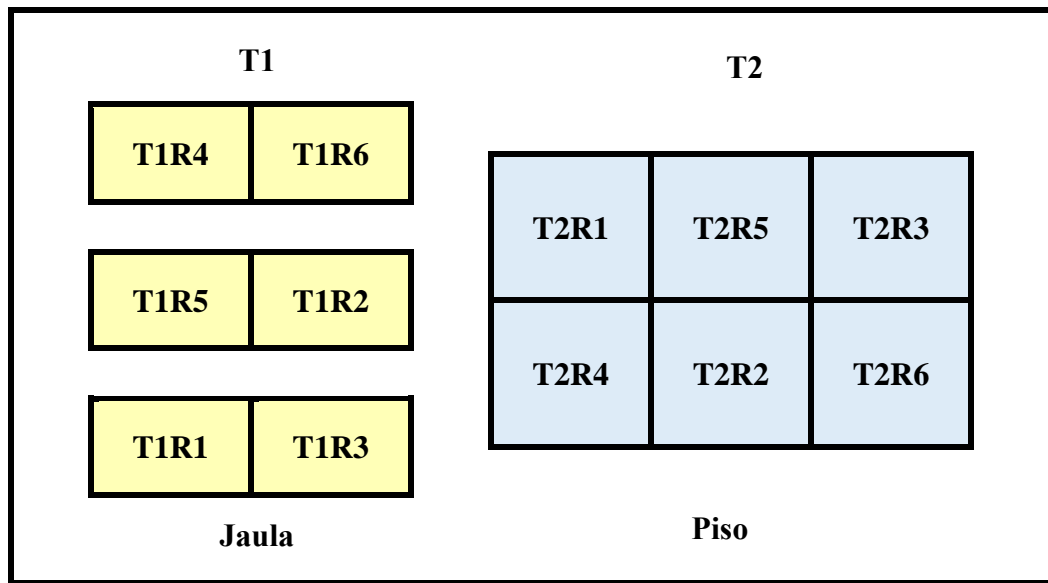 T1
T1R4 T1R6
T1R5 T1R2
T1R1 T1R3
Jaula
T2
T2R1 T2R5 T2R3
T2R4 T2R2 T2R6
Piso